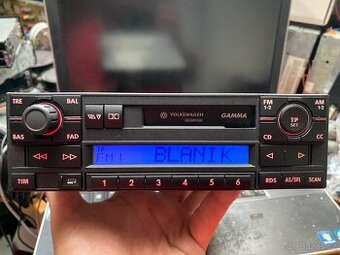 TRE BAL
VOLKSWAGEN GAMMA
FM 1-2
AM 1-2
TP SET
BAS FAD
CD CC
TP
FM1 BLANIK
TIM
1 2 3 4 5 6
RDS AS/SFL SCAN